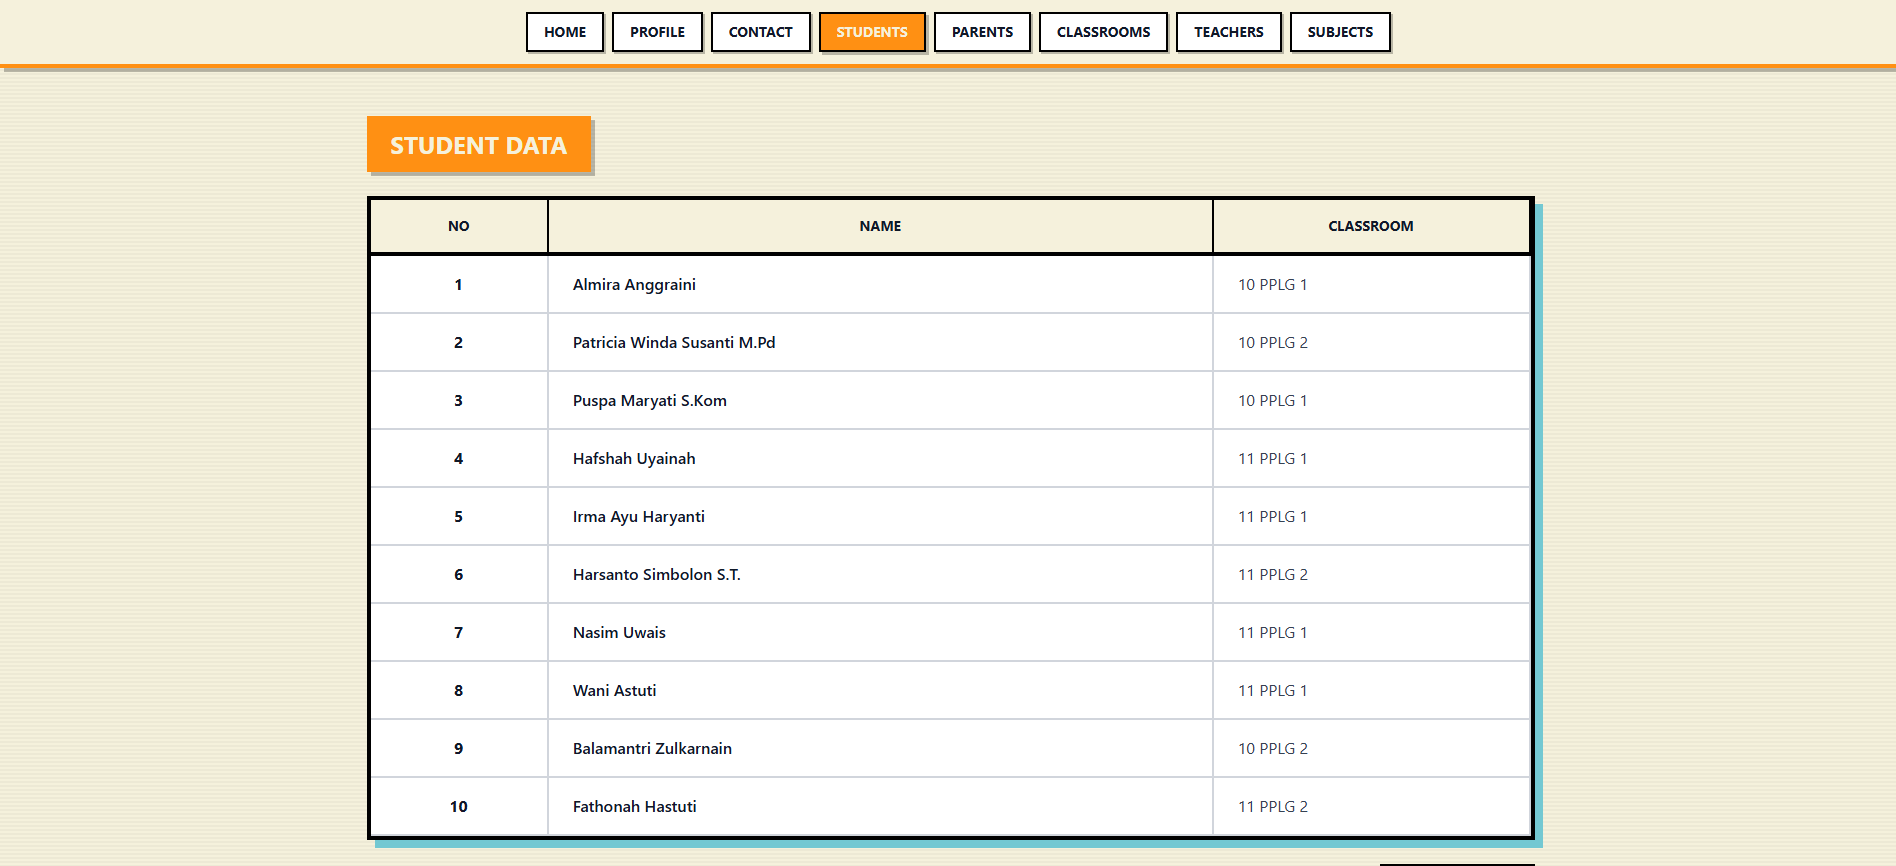 HOME PROFILE CONTACT STUDENTS PARENTS CLASSROOMS TEACHERS SUBJECTS
STUDENT DATA
NO NAME CLASSROOM
1 Almira Anggraini 10 PPLG 1
2 Patricia Winda Susanti M.Pd 10 PPLG 2
3 Puspa Maryati S.Kom 10 PPLG 1
4 Hafshah Uyainah 11 PPLG 1
5 Irma Ayu Haryanti 11 PPLG 1
6 Harsanto Simbolon S.T. 11 PPLG 2
7 Nasim Uwais 11 PPLG 1
8 Wani Astuti 11 PPLG 1
9 Balamantri Zulkarnain 10 PPLG 2
10 Fathonah Hastuti 11 PPLG 2